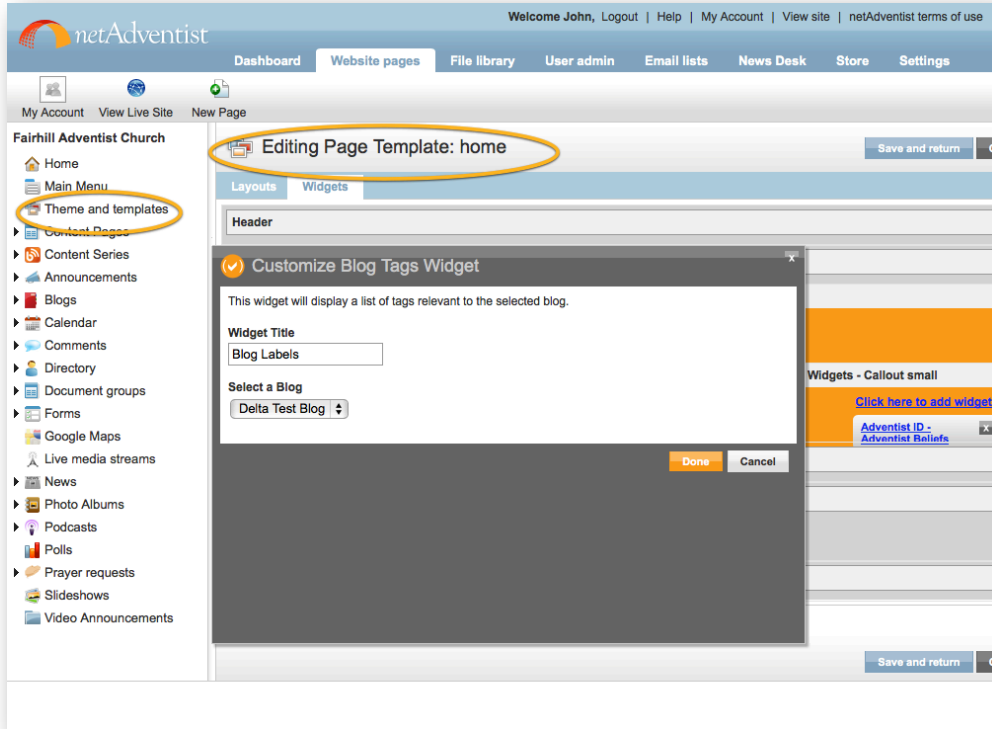 Welcome John, Logout | Help | My Account | View site | netAdventist terms of use
netAdventist
Dashboard Website pages File library User admin Email lists News Desk Store Settings
My Account View Live Site New Page
Fairhill Adventist Church
Home
Main Menu
Theme and templates
Content Pages
Content Series
Announcements
Blogs
Calendar
Comments
Directory
Document groups
Forms
Google Maps
Live media streams
News
Photo Albums
Podcasts
Polls
Prayer requests
Slideshows
Video Announcements
Editing Page Template: home
Save and return
Layouts Widgets
Header
Customize Blog Tags Widget
x
This widget will display a list of tags relevant to the selected blog.
Widget Title
Blog Labels
Select a Blog
Delta Test Blog
Done Cancel
Widgets - Callout small
Click here to add widget
Adventist ID -
Adventist Beliefs
x
Save and return